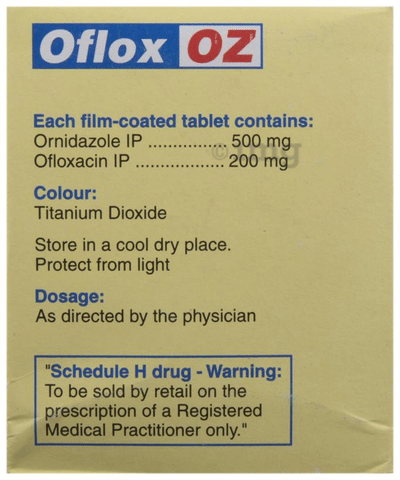 Oflox OZ
Each film-coated tablet contains:
Ornidazole IP ................ 500 mg
Ofloxacin IP .................. 200 mg
Colour:
Titanium Dioxide
Store in a cool dry place.
Protect from light
Dosage:
As directed by the physician
"Schedule H drug - Warning:
To be sold by retail on the
prescription of a Registered
Medical Practitioner only."